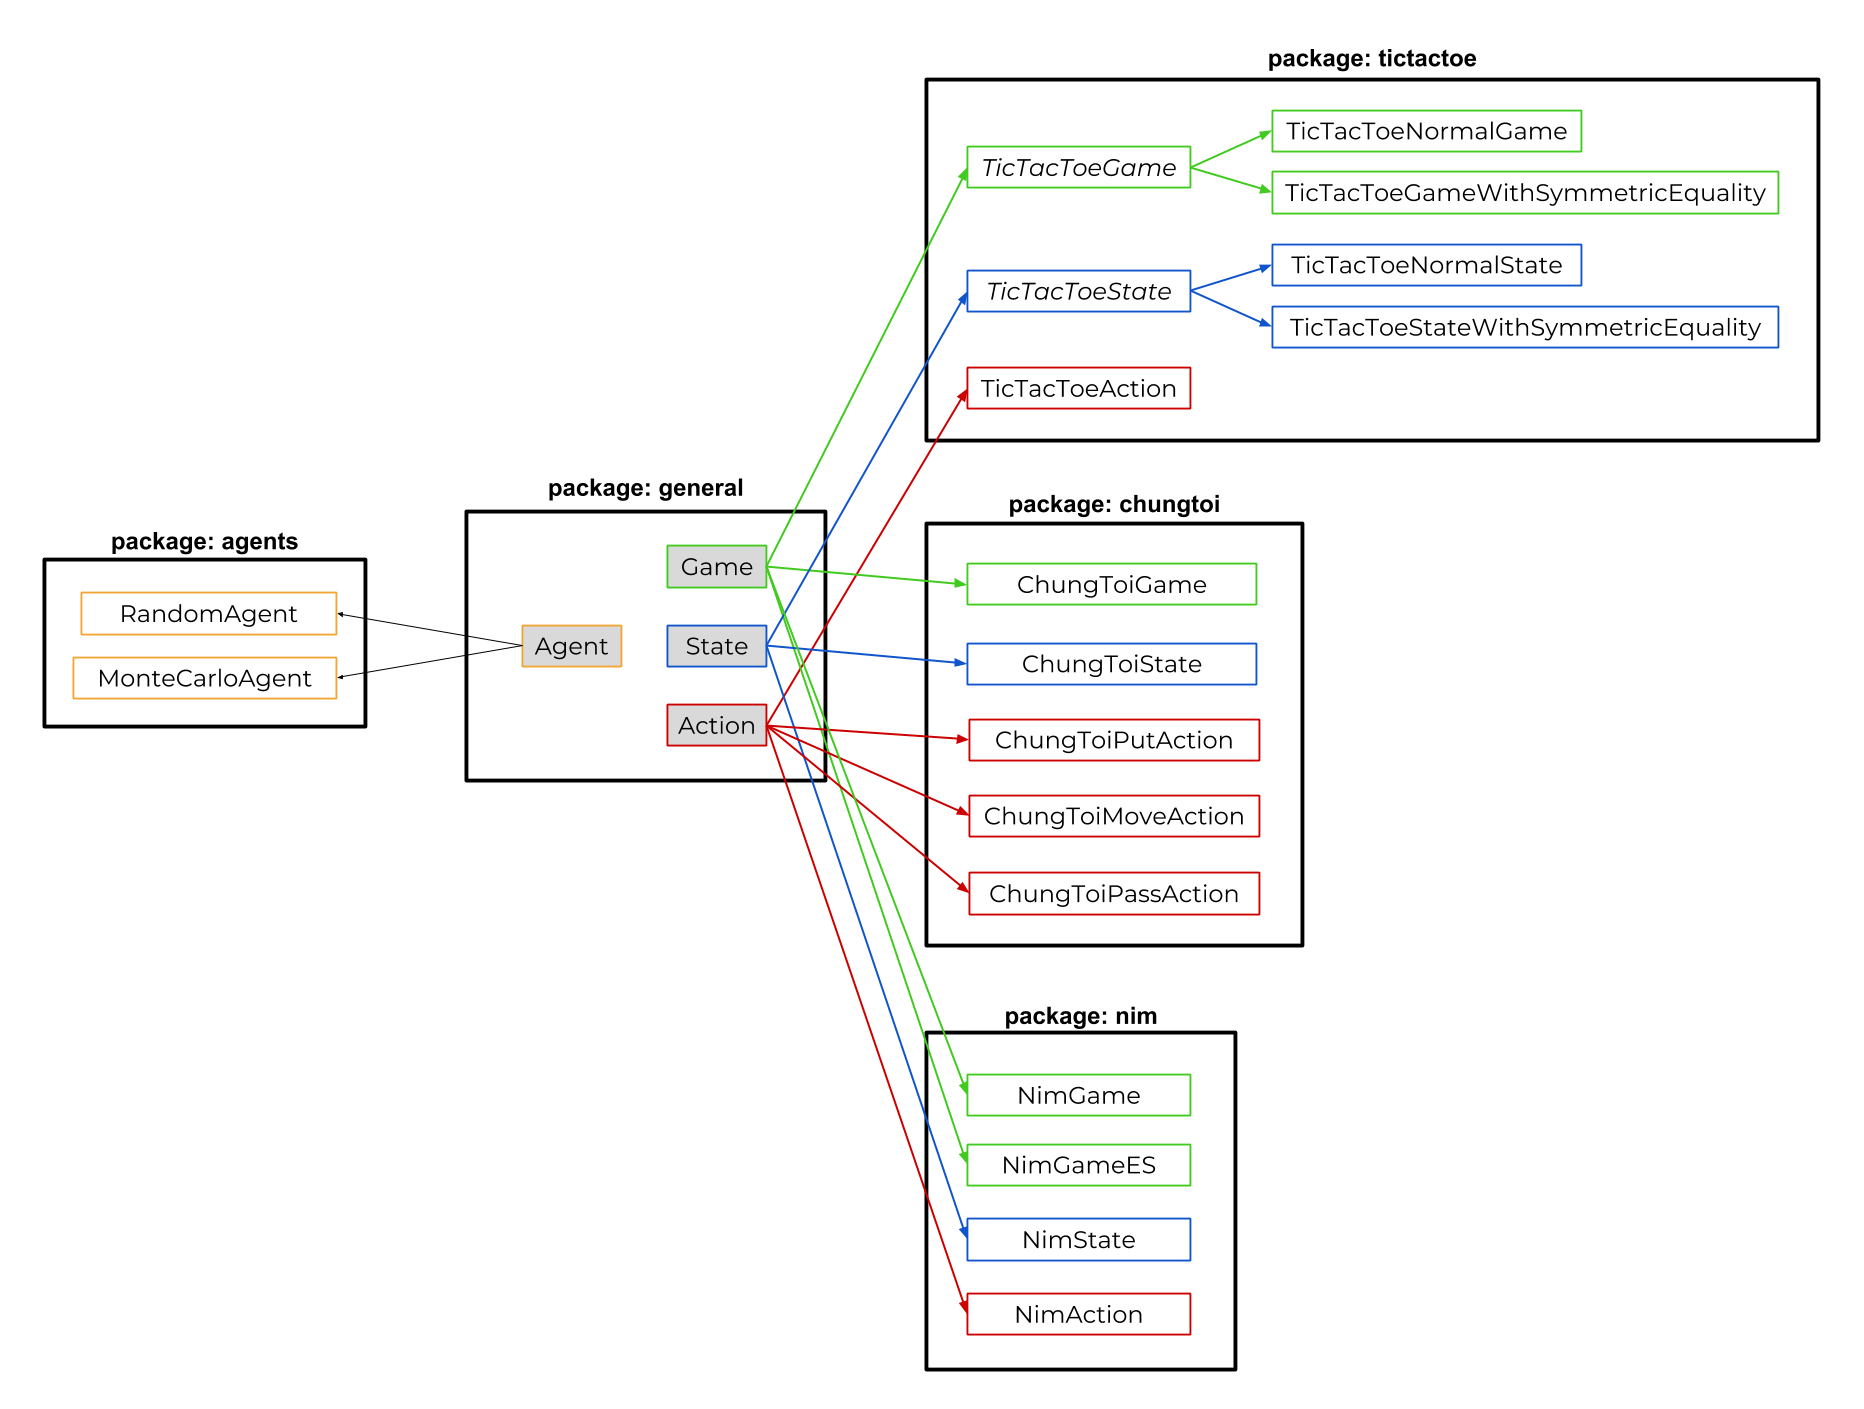 package: tictactoe
TicTacToeGame
TicTacToeNormalGame
TicTacToeGameWithSymmetricEquality
TicTacToeState
TicTacToeNormalState
TicTacToeStateWithSymmetricEquality
TicTacToeAction
package: general
Game
Agent
State
Action
package: agents
RandomAgent
MonteCarloAgent
package: chungtoi
ChungToiGame
ChungToiState
ChungToiPutAction
ChungToiMoveAction
ChungToiPassAction
package: nim
NimGame
NimGameES
NimState
NimAction